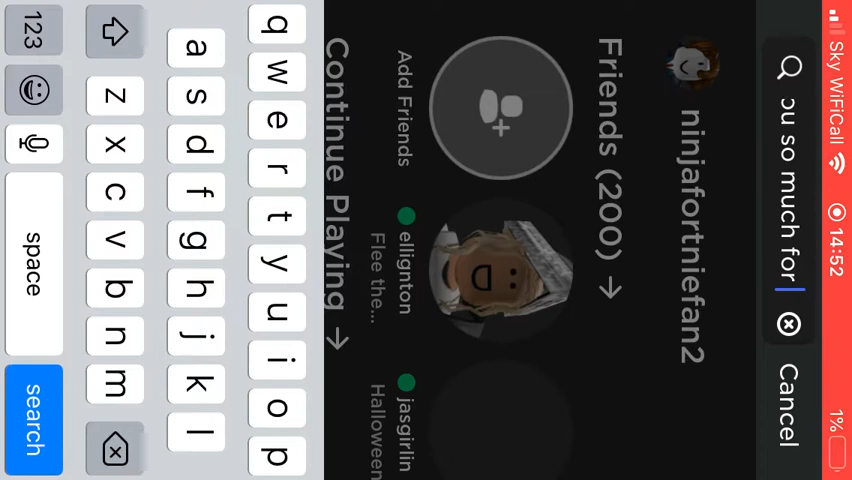 Sky WiFiCall 14:52 1%
ou so much for Cancel
ninjafortniefan2
Friends (200) →
Add Friends ellignton jasgirlin
Flee the... Halloween
Continue Playing →
q w e r t y u i o p
a s d f g h j k l
z x c v b n m
123 space search